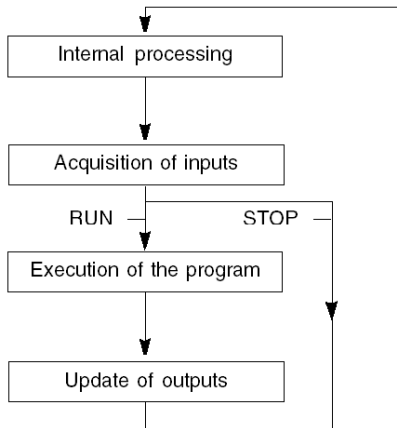 Internal processing
Acquisition of inputs
RUN
STOP
Execution of the program
Update of outputs